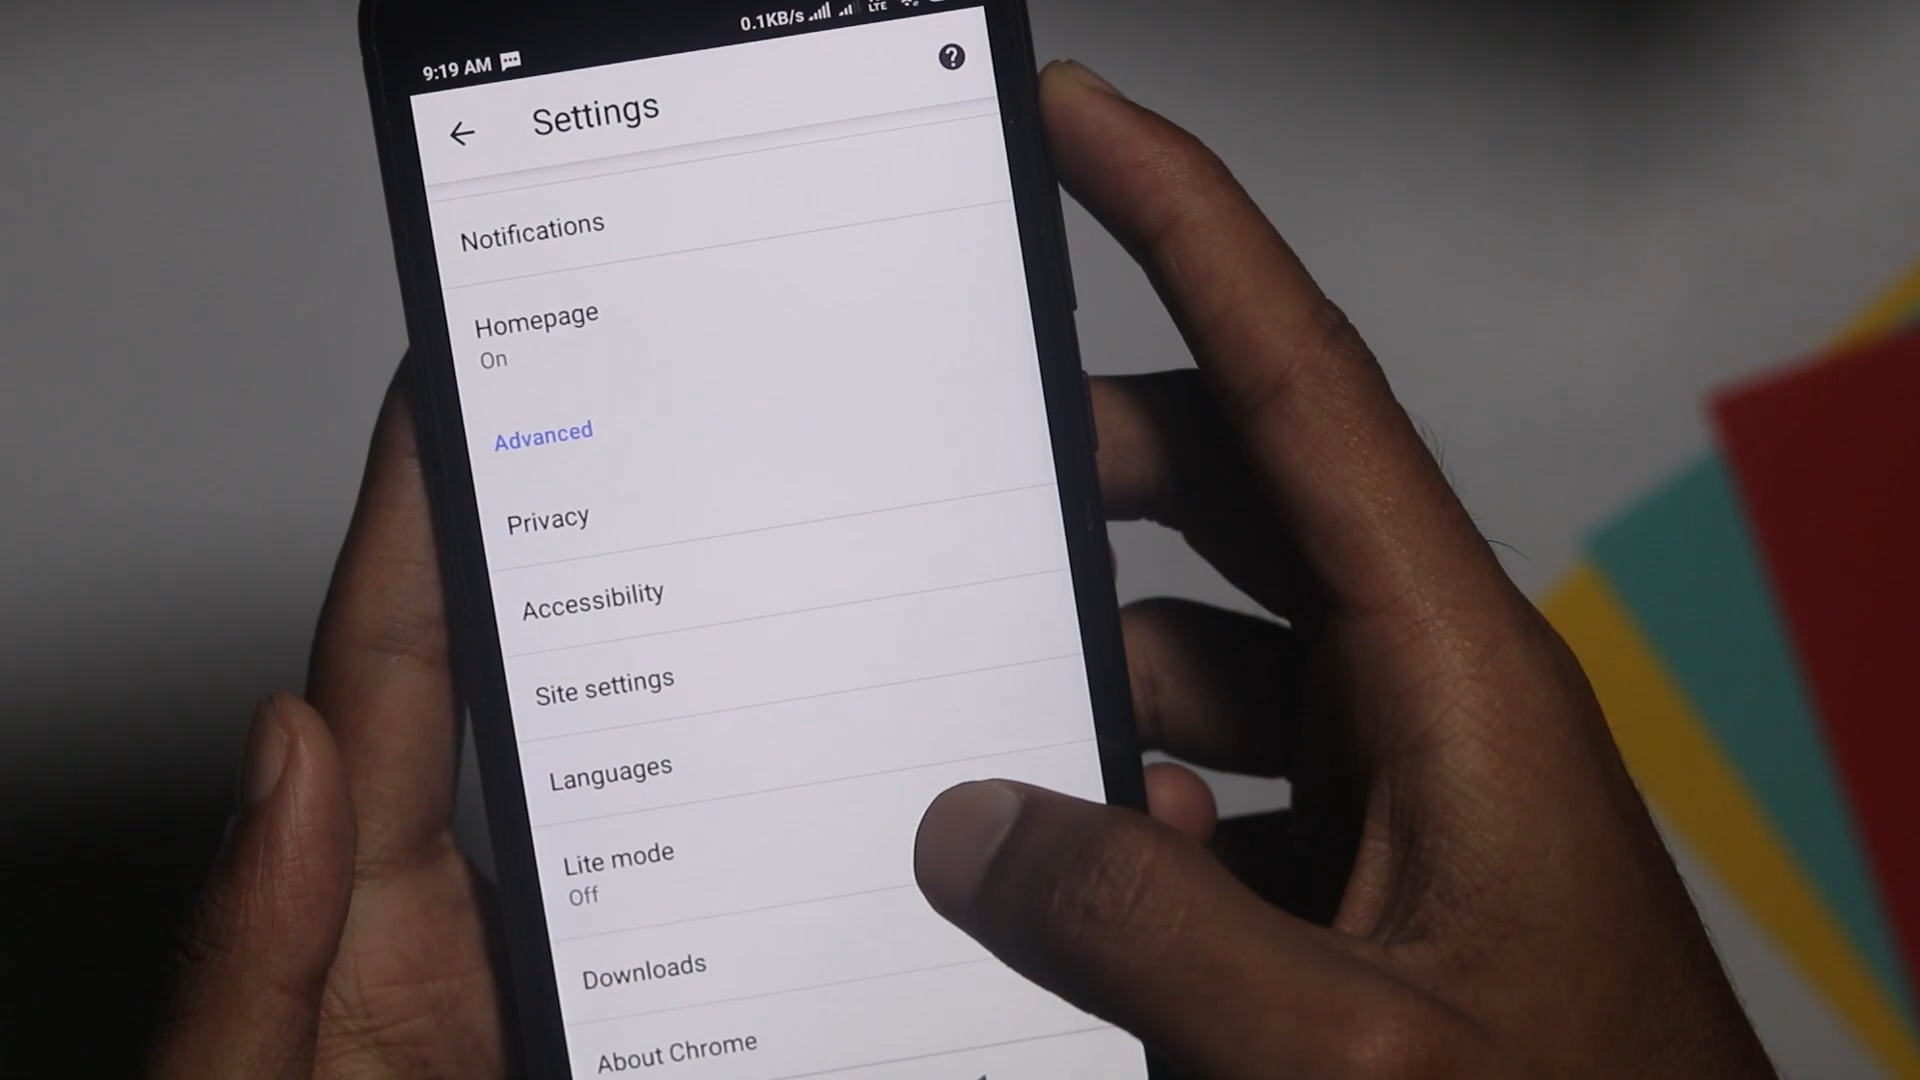 9:19 AM 0.1KB/s LTE
Settings
Notifications
Homepage
On
Advanced
Privacy
Accessibility
Site settings
Languages
Lite mode
Off
Downloads
About Chrome